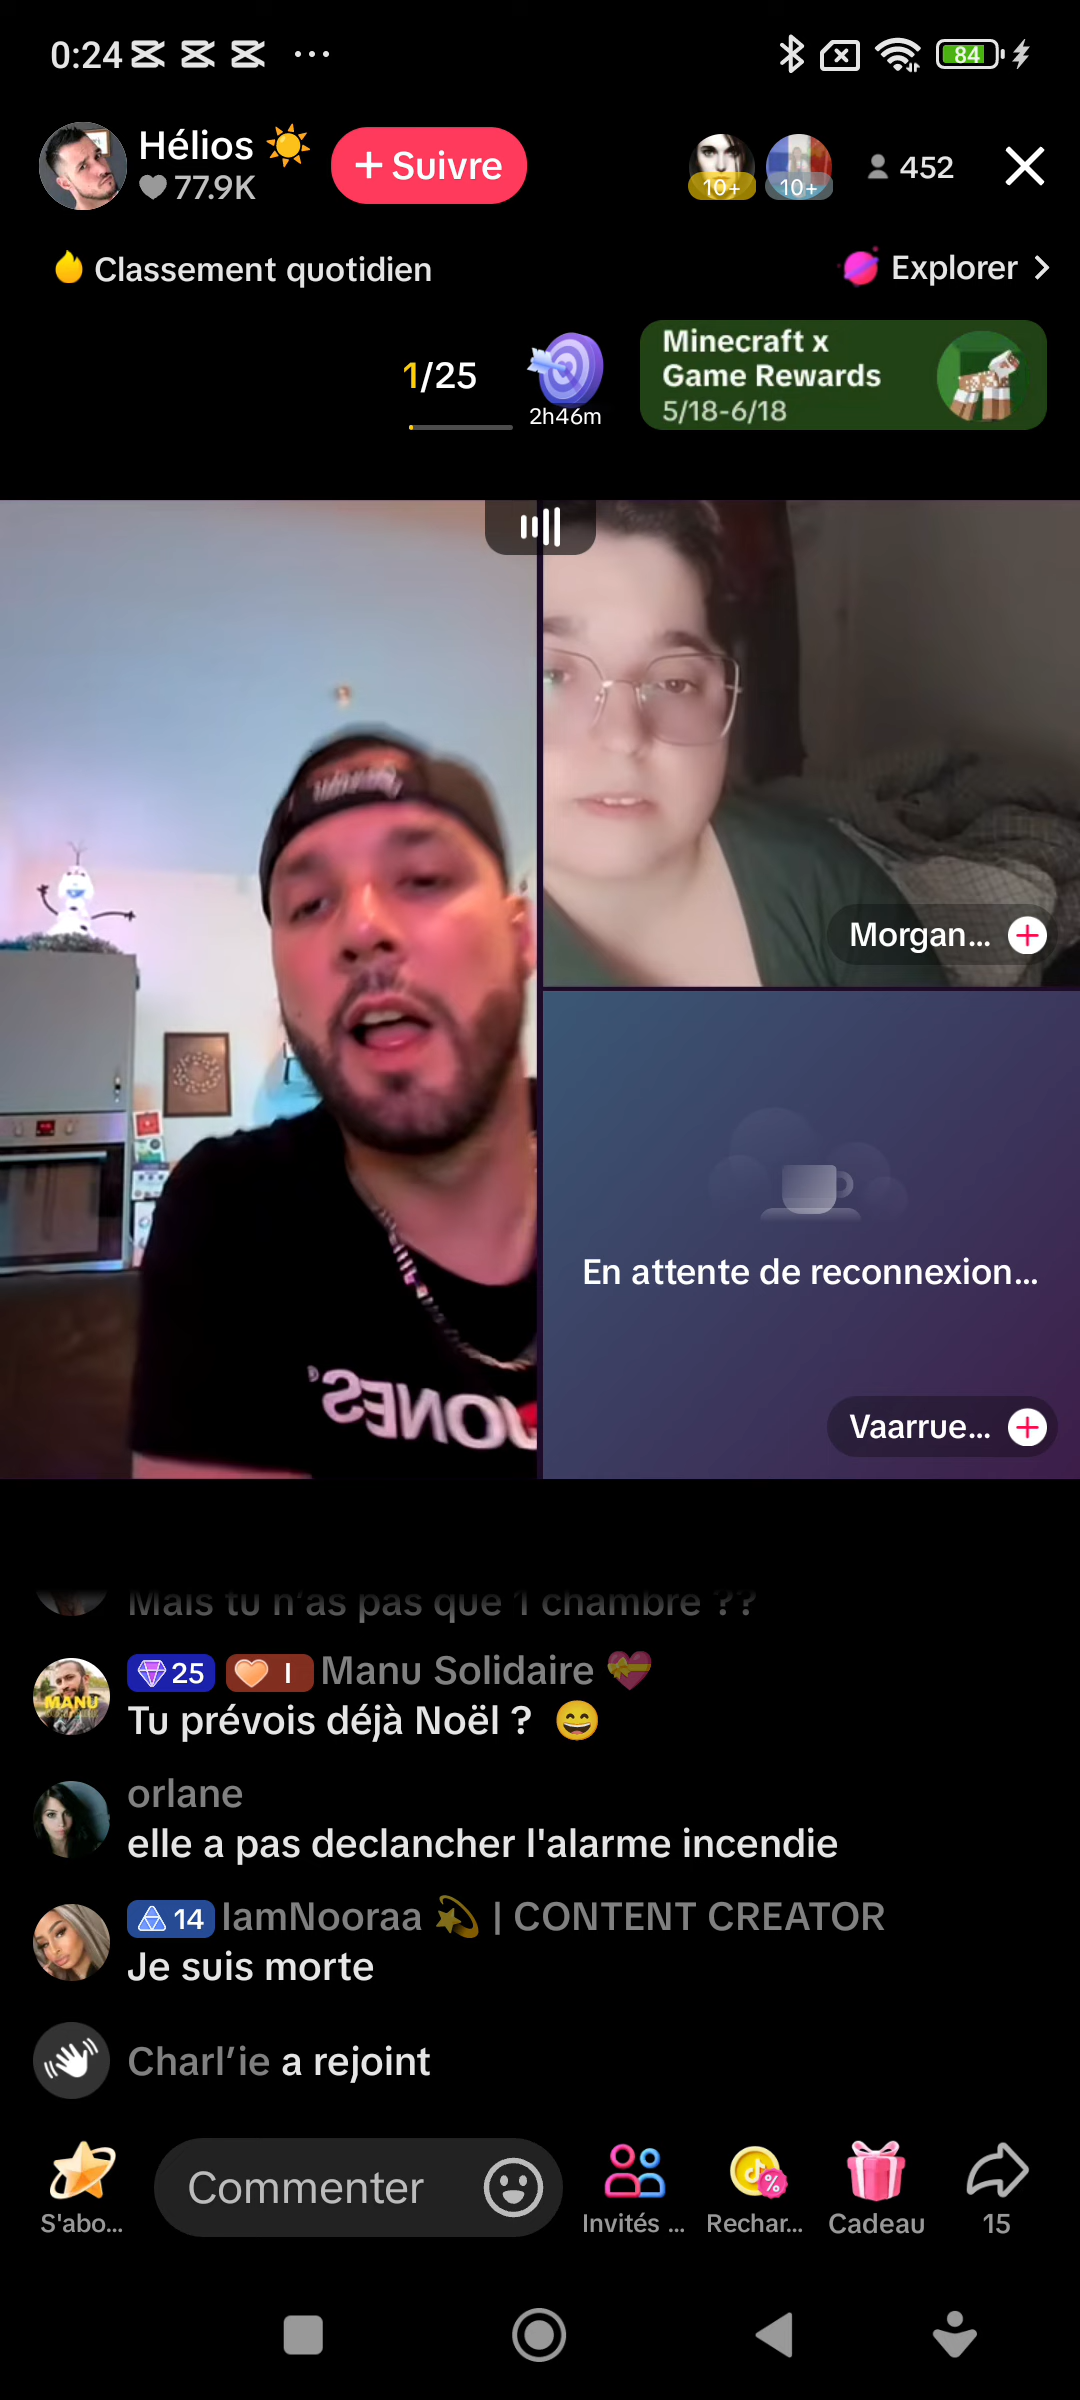 0:24 ...
84
Hélios ☀️
77.9K
+ Suivre
10+
10+
452
Classement quotidien
Explorer >
1/25
2h46m
Minecraft x
Game Rewards
5/18-6/18
Morgan...
JONES
En attente de reconnexion...
Vaarrue...
Mais tu n'as pas que 1 chambre ??
25 I Manu Solidaire 💝
MANU
Tu prévois déjà Noël ? 😄
orlane
elle a pas declancher l'alarme incendie
14 IamNooraa 💫 | CONTENT CREATOR
Je suis morte
Charl'ie a rejoint
Commenter
S'abo...
Invités ...
Rechar...
Cadeau
15